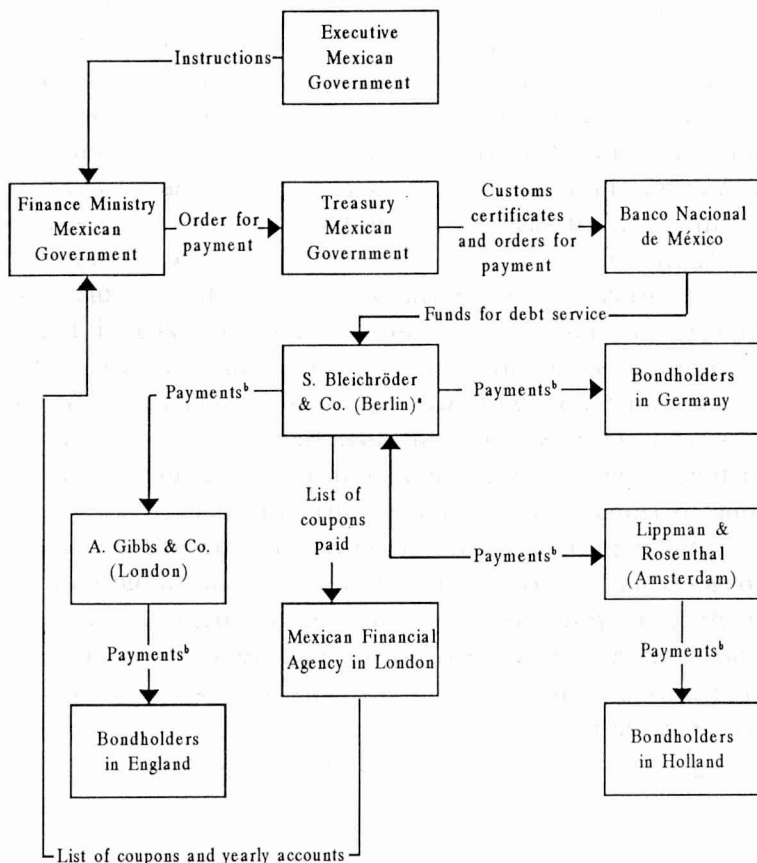 Executive
Mexican
Government
Instructions
Finance Ministry
Mexican
Government
Order for
payment
Treasury
Mexican
Government
Customs
certificates
and orders for
payment
Banco Nacional
de México
Funds for debt service
Paymentsᵇ
S. Bleichröder
& Co. (Berlin)ᵃ
Paymentsᵇ
Bondholders
in Germany
List of
coupons
paid
A. Gibbs & Co.
(London)
Paymentsᵇ
Lippman &
Rosenthal
(Amsterdam)
Paymentsᵇ
Mexican Financial
Agency in London
Paymentsᵇ
Bondholders
in England
Bondholders
in Holland
List of coupons and yearly accounts